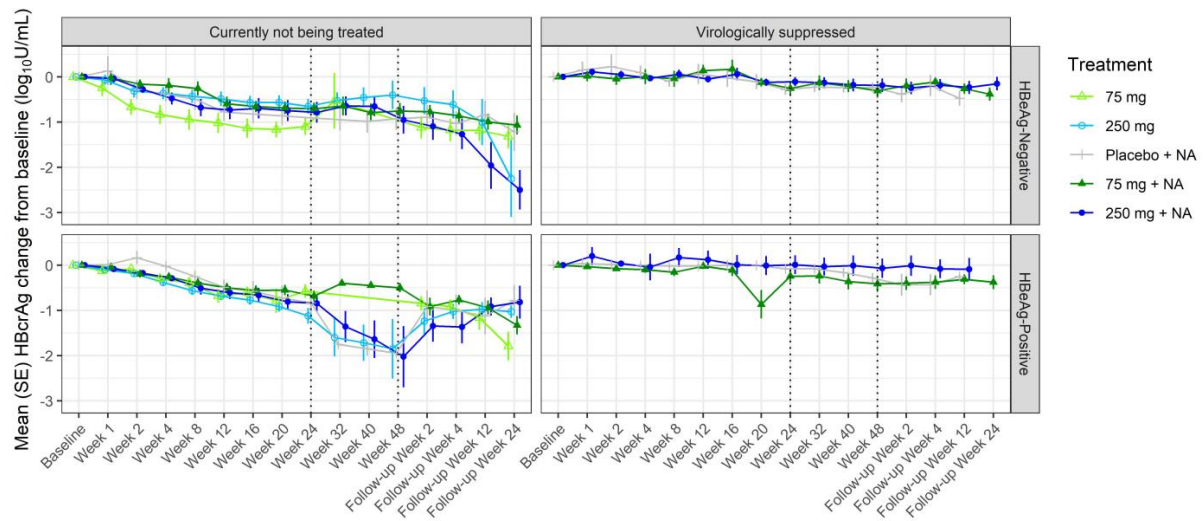 Currently not being treated
Virologically suppressed
Mean (SE) HBcrAg change from baseline (log₁₀U/mL)
0
-1
-2
-3
HBeAg-Negative
0
-1
-2
-3
HBeAg-Positive
Baseline
Week 1
Week 2
Week 4
Week 8
Week 12
Week 16
Week 20
Week 24
Week 32
Week 40
Week 48
Follow-up Week 2
Follow-up Week 4
Follow-up Week 12
Follow-up Week 24
Baseline
Week 1
Week 2
Week 4
Week 8
Week 12
Week 16
Week 20
Week 24
Week 32
Week 40
Week 48
Follow-up Week 2
Follow-up Week 4
Follow-up Week 12
Follow-up Week 24
Treatment
75 mg
250 mg
Placebo + NA
75 mg + NA
250 mg + NA